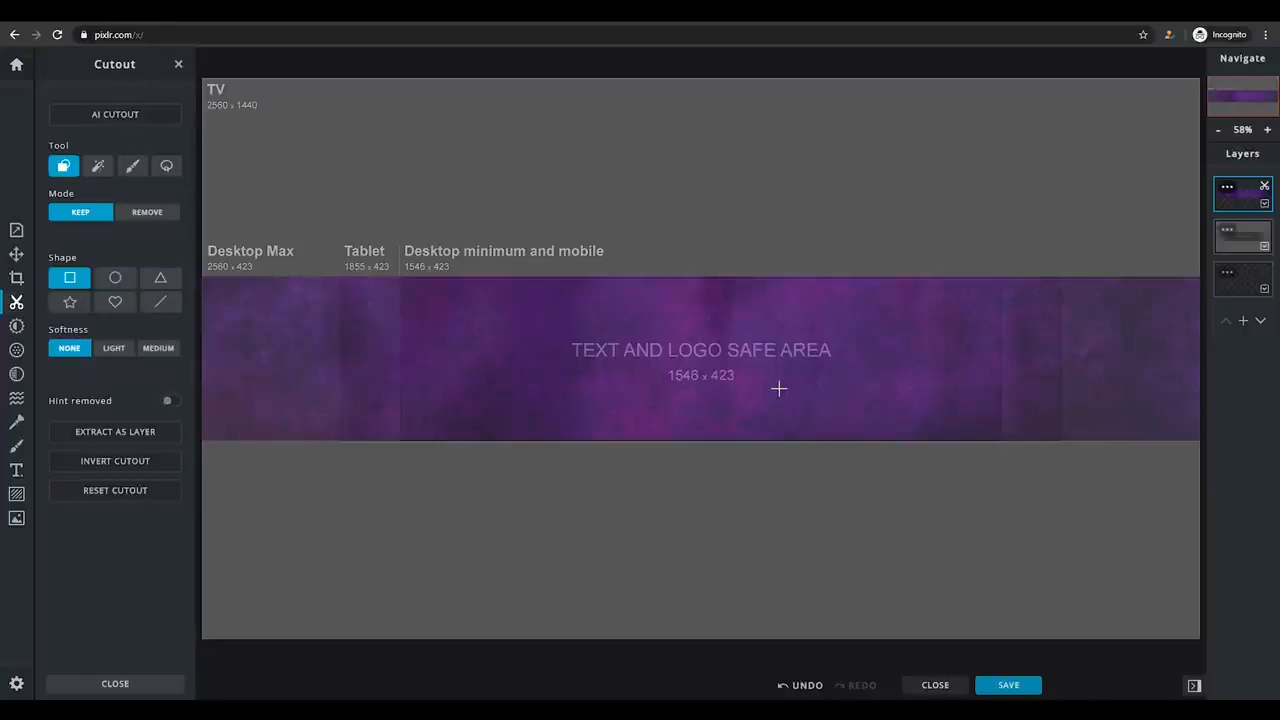 pixlr.com/x/
Incognito
Cutout
AI CUTOUT
Tool
Mode
KEEP
REMOVE
Shape
Softness
NONE
LIGHT
MEDIUM
Hint removed
EXTRACT AS LAYER
INVERT CUTOUT
RESET CUTOUT
CLOSE
TV
2560 x 1440
Desktop Max
2560 x 423
Tablet
1855 x 423
Desktop minimum and mobile
1546 x 423
TEXT AND LOGO SAFE AREA
1546 x 423
UNDO
REDO
CLOSE
SAVE
Navigate
- 58% +
Layers